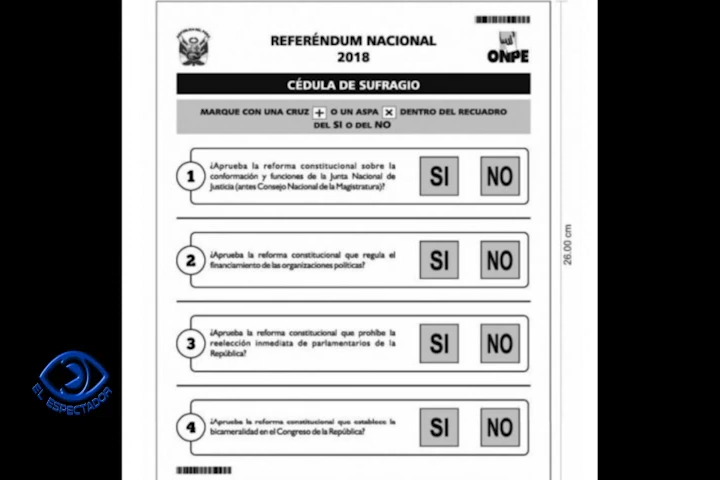 REFERÉNDUM NACIONAL
2018
ONPE
CÉDULA DE SUFRAGIO
MARQUE CON UNA CRUZ + O UN ASPA X DENTRO DEL RECUADRO
DEL SI O DEL NO
1
¿Aprueba la reforma constitucional sobre la
conformación y funciones de la Junta Nacional de
Justicia (antes Consejo Nacional de la Magistratura)?
SI NO
2
¿Aprueba la reforma constitucional que regula el
financiamiento de las organizaciones políticas?
SI NO
3
¿Aprueba la reforma constitucional que prohíbe la
reelección inmediata de parlamentarios de la
República?
SI NO
4
¿Aprueba la reforma constitucional que establece la
bicameralidad en el Congreso de la República?
SI NO
26.00 cm
EL ESPECTADOR